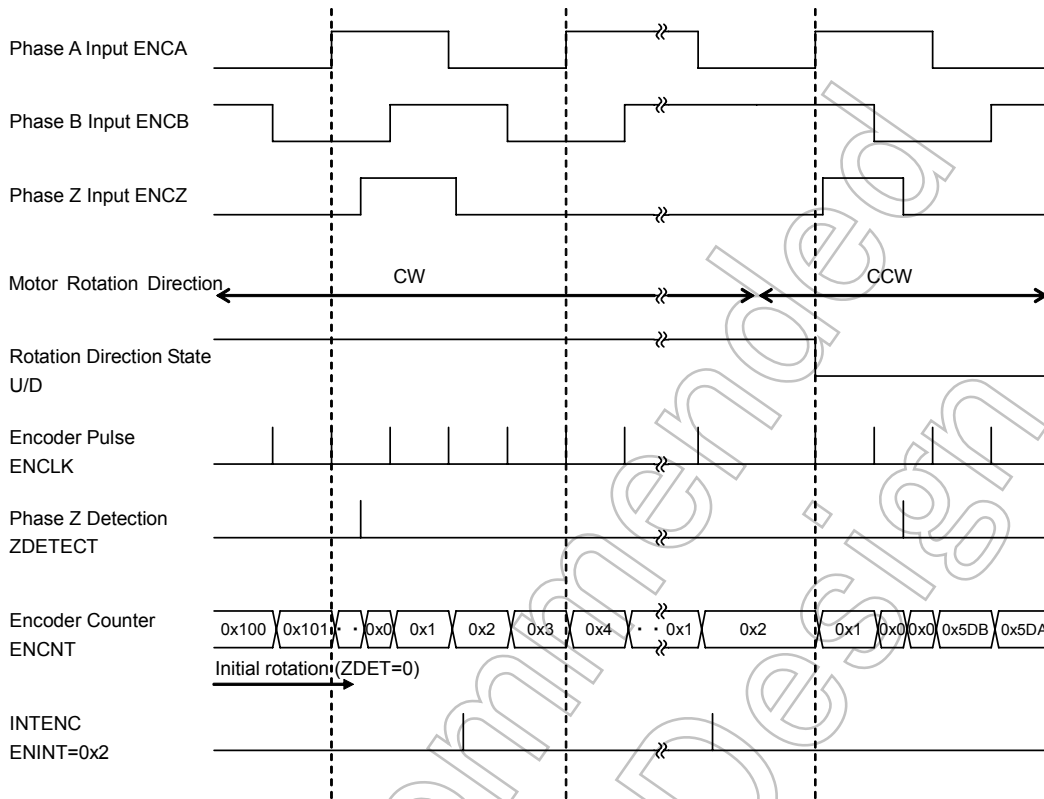 Phase A Input ENCA
Phase B Input ENCB
Phase Z Input ENCZ
CW
CCW
Motor Rotation Direction
Rotation Direction State
U/D
Encoder Pulse
ENCLK
Phase Z Detection
ZDETECT
Encoder Counter
ENCNT
0x100 0x101 ·· 0x0 0x1 0x2 0x3 0x4 ·· 0x1 0x2 0x1 0x0 0x0 0x5DB 0x5DA
Initial rotation (ZDET=0)
INTENC
ENINT=0x2
ommended
Design